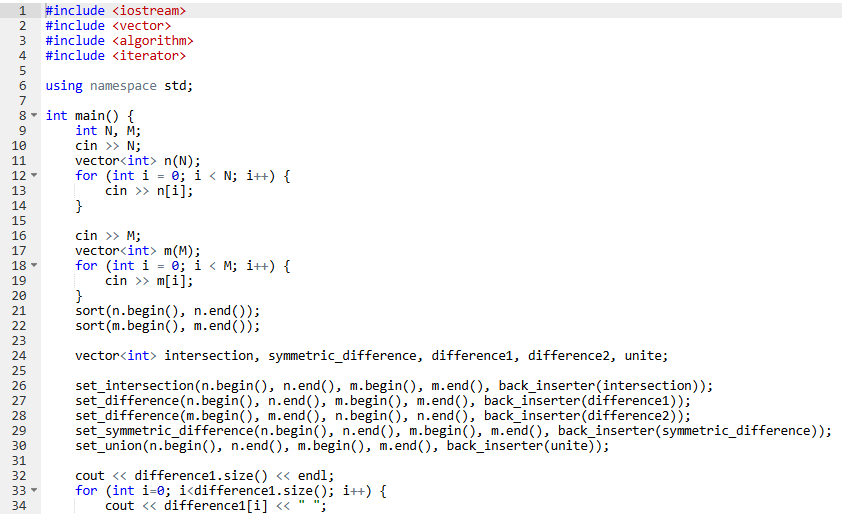 1 #include <iostream>
2 #include <vector>
3 #include <algorithm>
4 #include <iterator>
5
6 using namespace std;
7
8 int main() {
9     int N, M;
10     cin >> N;
11     vector<int> n(N);
12     for (int i = 0; i < N; i++) {
13         cin >> n[i];
14     }
15
16     cin >> M;
17     vector<int> m(M);
18     for (int i = 0; i < M; i++) {
19         cin >> m[i];
20     }
21     sort(n.begin(), n.end());
22     sort(m.begin(), m.end());
23
24     vector<int> intersection, symmetric_difference, difference1, difference2, unite;
25
26     set_intersection(n.begin(), n.end(), m.begin(), m.end(), back_inserter(intersection));
27     set_difference(n.begin(), n.end(), m.begin(), m.end(), back_inserter(difference1));
28     set_difference(m.begin(), m.end(), n.begin(), n.end(), back_inserter(difference2));
29     set_symmetric_difference(n.begin(), n.end(), m.begin(), m.end(), back_inserter(symmetric_difference));
30     set_union(n.begin(), n.end(), m.begin(), m.end(), back_inserter(unite));
31
32     cout << difference1.size() << endl;
33     for (int i=0; i<difference1.size(); i++) {
34         cout << difference1[i] << " ";